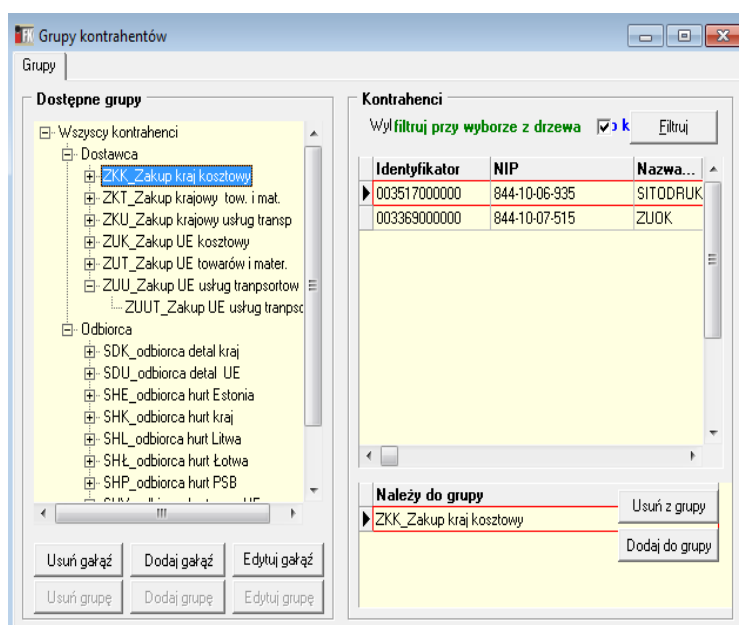 Grupy kontrahentów
Grupy
Dostępne grupy
Wszyscy kontrahenci
Dostawca
ZKK_Zakup kraj kosztowy
ZKT_Zakup krajowy tow. i mat.
ZKU_Zakup krajowy usług transp
ZUK_Zakup UE kosztowy
ZUT_Zakup UE towarów i mater.
ZUU_Zakup UE usług tranpsortow
ZUUT_Zakup UE usług tranpsc
Odbiorca
SDK_odbiorca detal kraj
SDU_odbiorca detal UE
SHE_odbiorca hurt Estonia
SHK_odbiorca hurt kraj
SHL_odbiorca hurt Litwa
SHŁ_odbiorca hurt Łotwa
SHP_odbiorca hurt PSB
Usuń gałąź Dodaj gałąź Edytuj gałąź
Usuń grupę Dodaj grupę Edytuj grupę
Kontrahenci
Wyl filtruj przy wyborze z drzewa k Filtruj
Identyfikator NIP Nazwa...
003517000000 844-10-06-935 SITODRUK
003369000000 844-10-07-515 ZUOK
Należy do grupy
ZKK_Zakup kraj kosztowy
Usuń z grupy
Dodaj do grupy